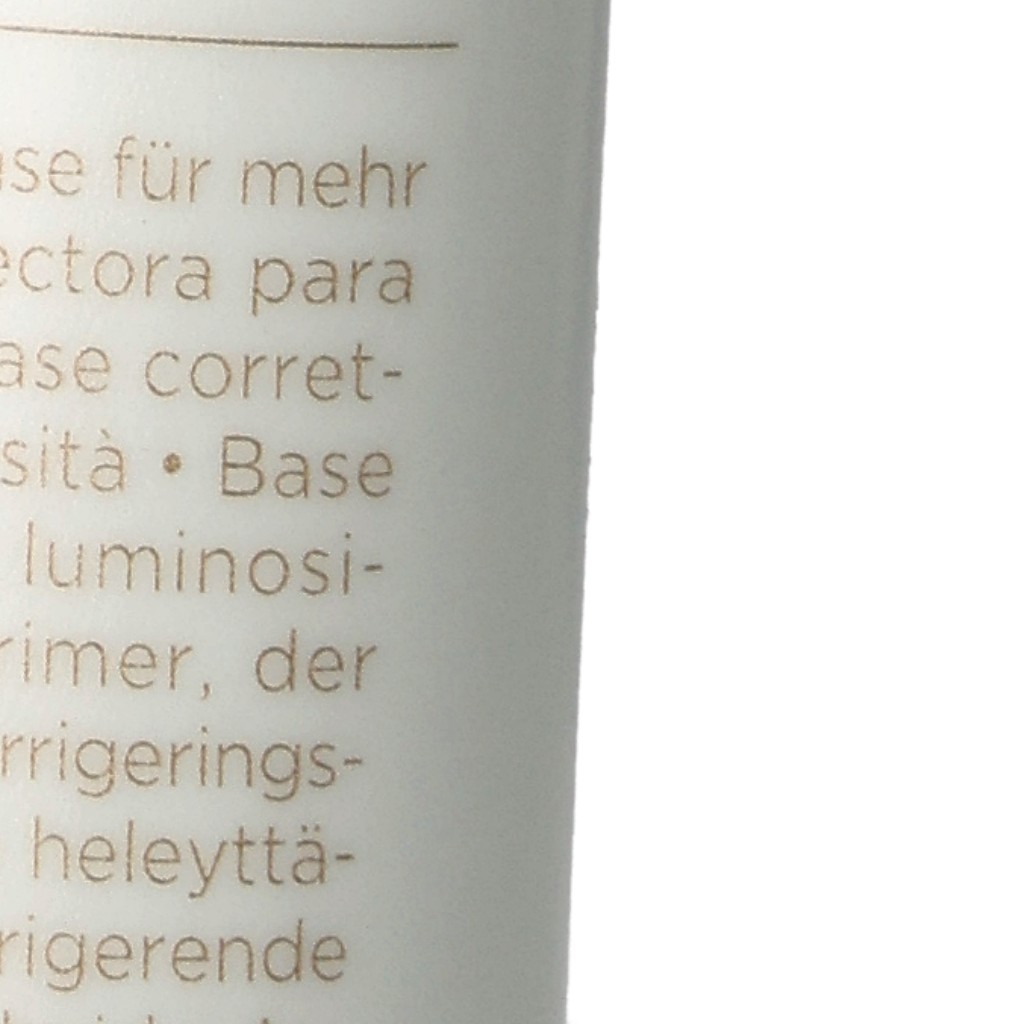 ase für mehr
ectora para
ase corret-
sità • Base
luminosi-
rimer, der
rrigerings-
heleyttä-
rigerende